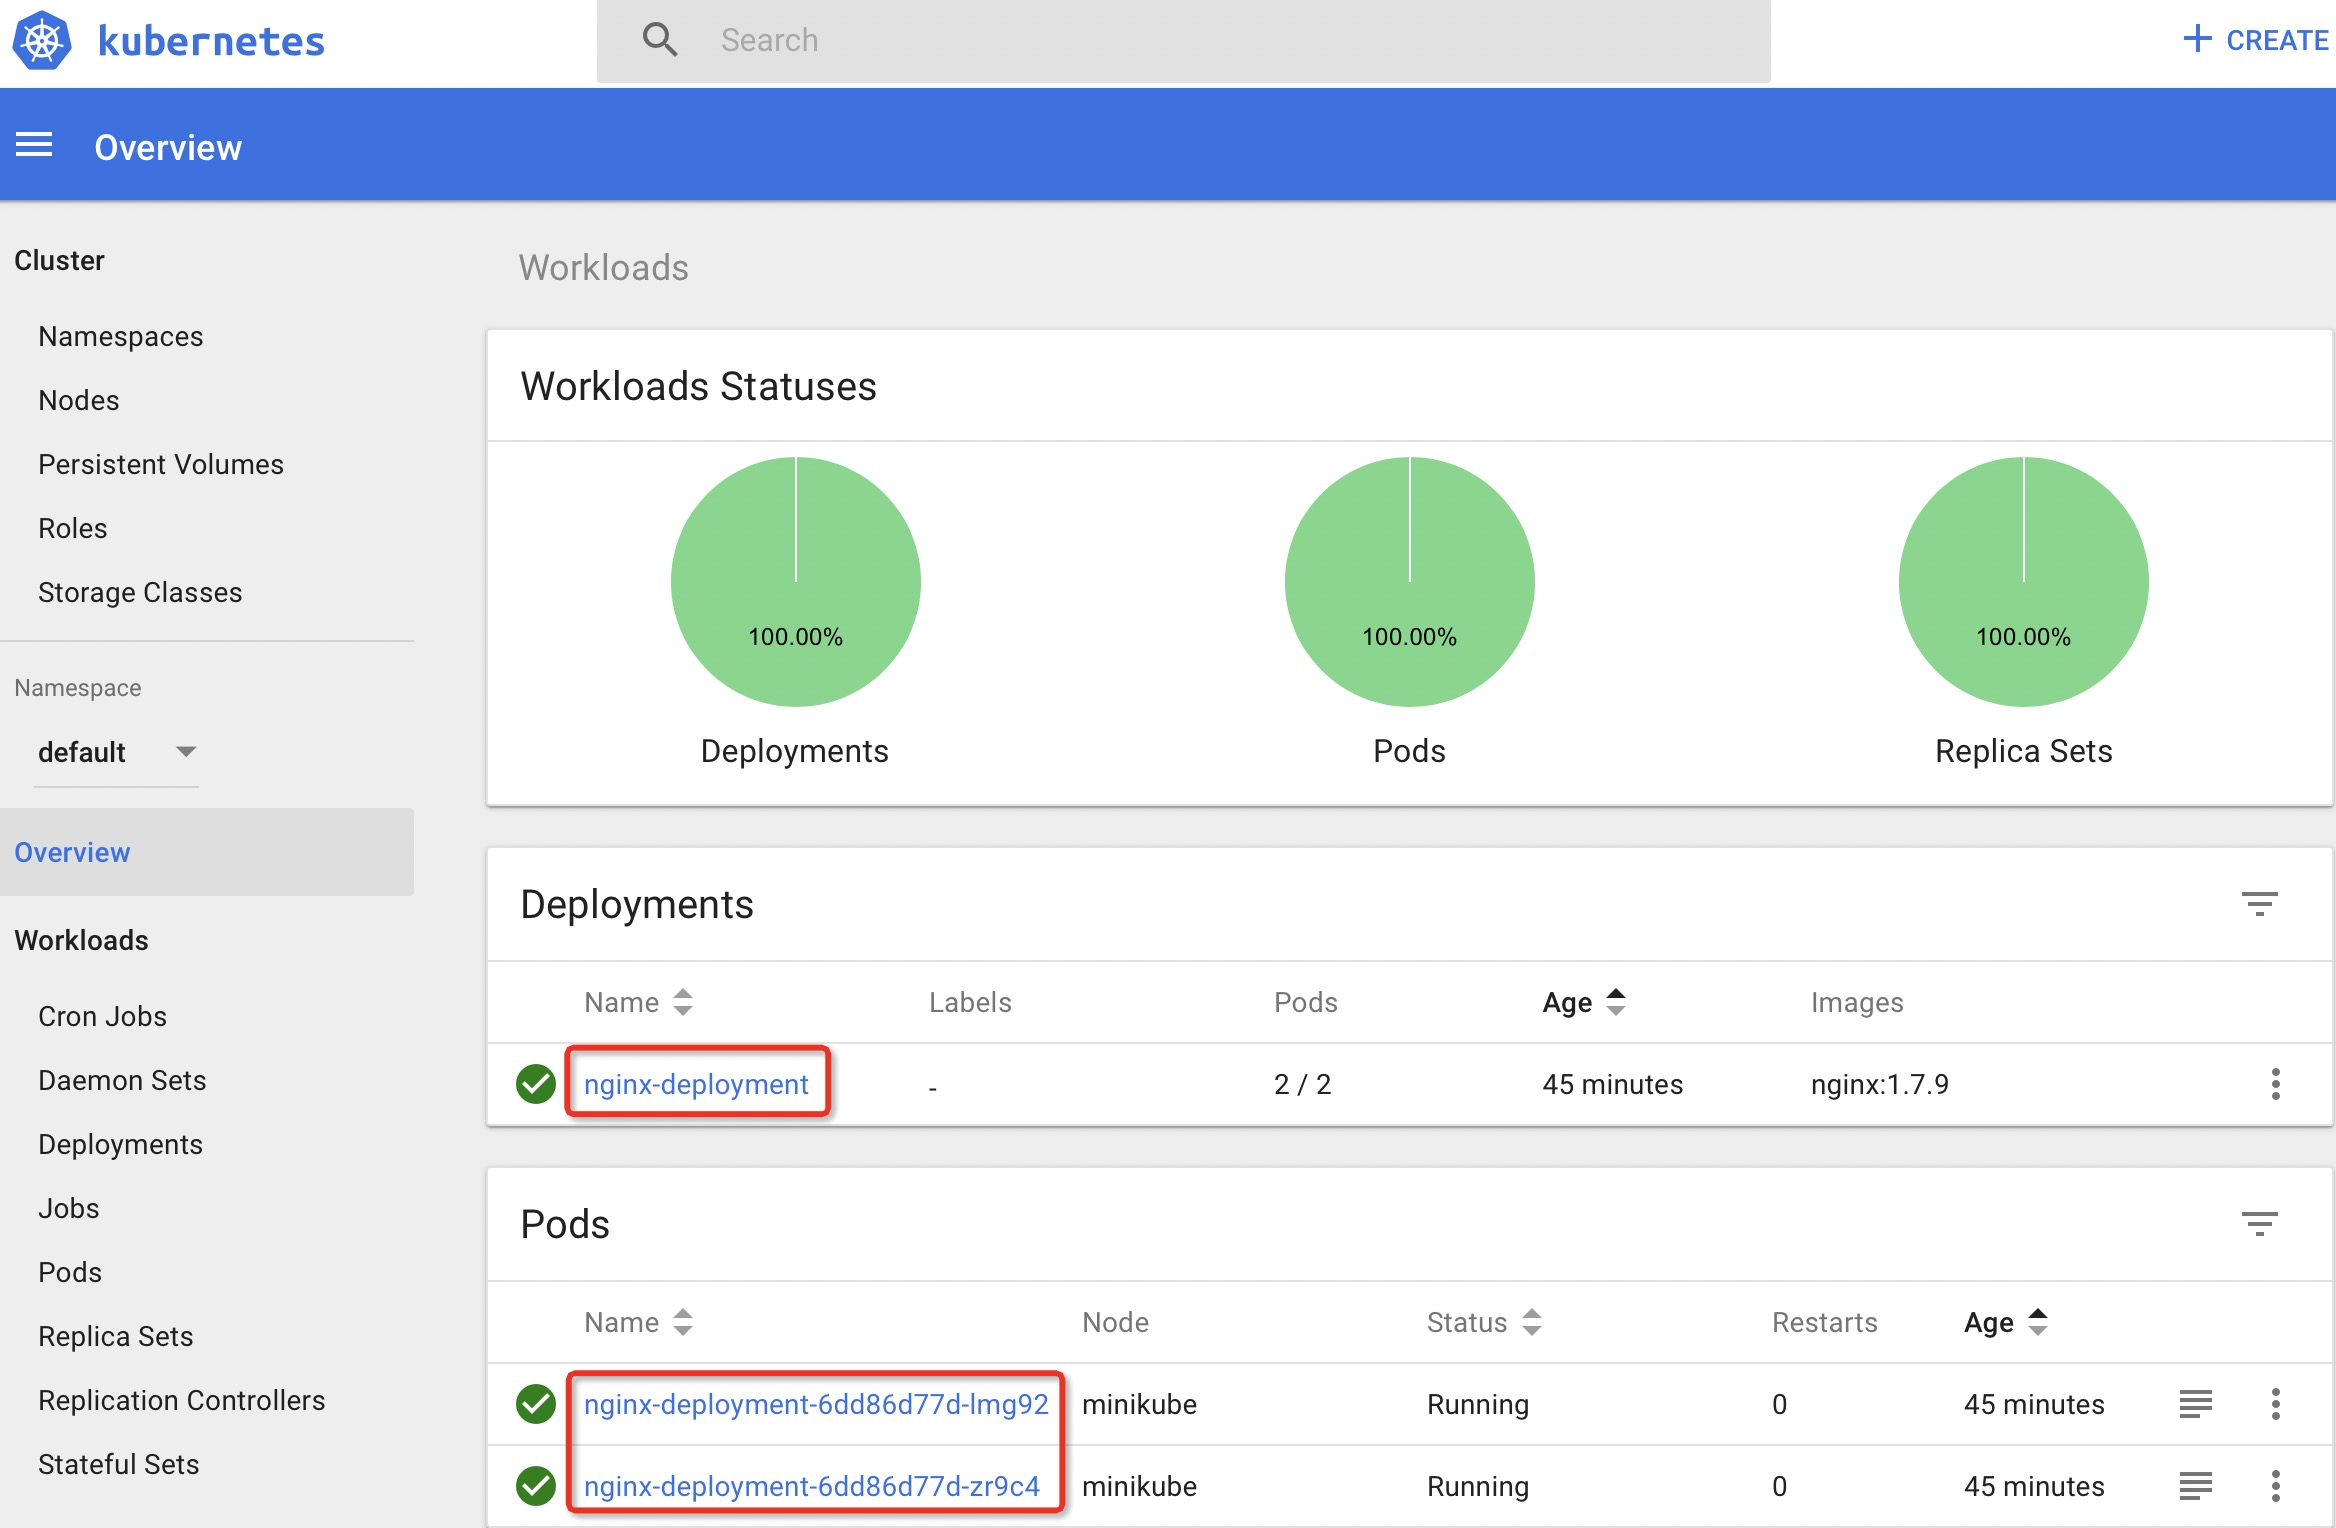 kubernetes
Search
CREATE
Overview
Cluster
Namespaces
Nodes
Persistent Volumes
Roles
Storage Classes
Namespace
default
Overview
Workloads
Cron Jobs
Daemon Sets
Deployments
Jobs
Pods
Replica Sets
Replication Controllers
Stateful Sets
Workloads
Workloads Statuses
100.00% 100.00% 100.00%
Deployments Pods Replica Sets
Deployments
Name Labels Pods Age Images
nginx-deployment - 2 / 2 45 minutes nginx:1.7.9
Pods
Name Node Status Restarts Age
nginx-deployment-6dd86d77d-lmg92 minikube Running 0 45 minutes
nginx-deployment-6dd86d77d-zr9c4 minikube Running 0 45 minutes